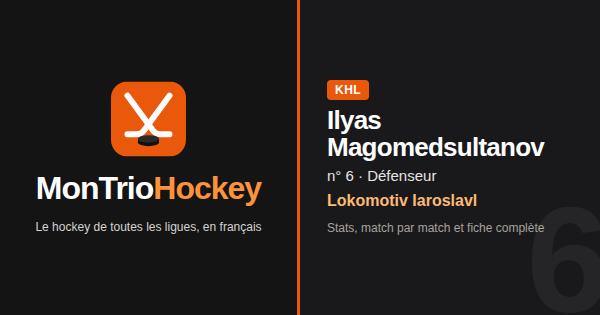 MonTrioHockey
Le hockey de toutes les ligues, en français
KHL
Ilyas
Magomedsultanov
n° 6 · Défenseur
Lokomotiv Iaroslavl
Stats, match par match et fiche complète
6